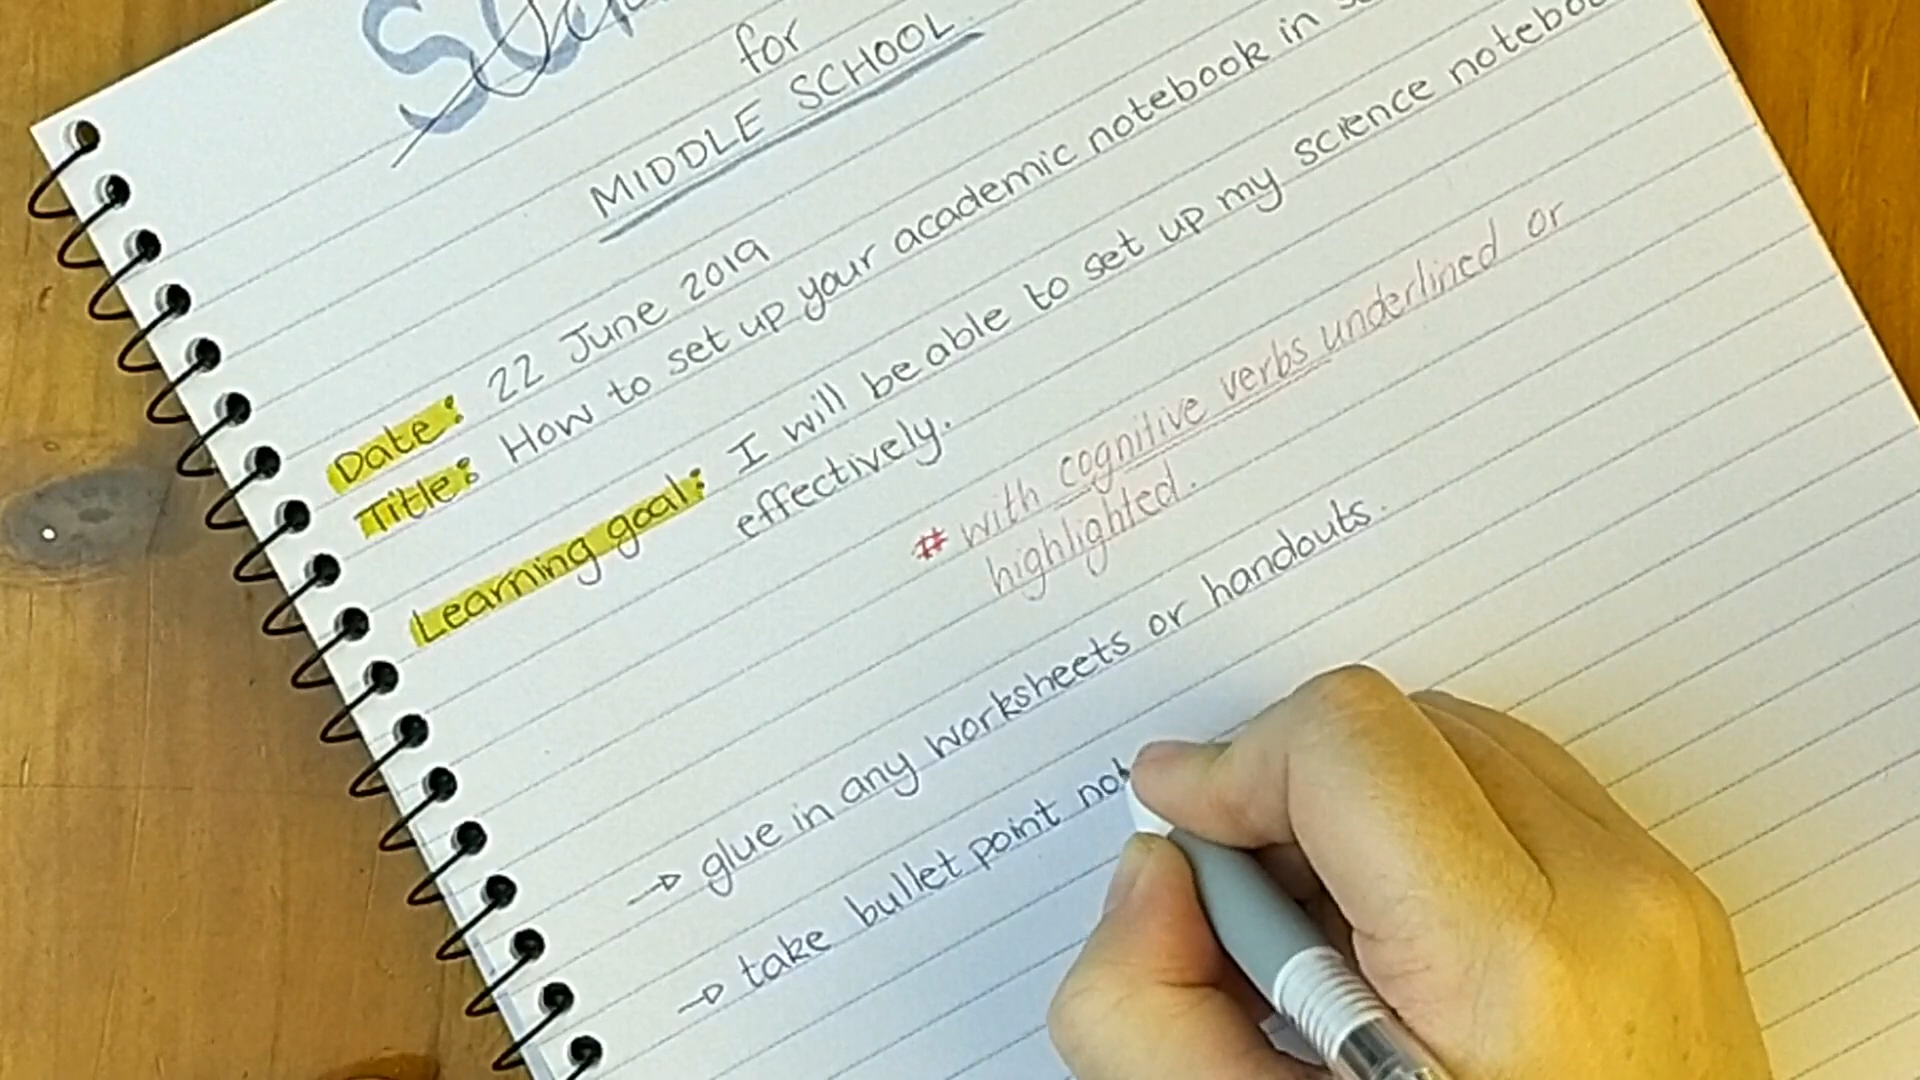 for
MIDDLE SCHOOL
Date: 22 June 2019
Title: How to set up your academic notebook in
Learning goal: I will be able to set up my science
effectively.
# with cognitive verbs underlined or
highlighted.
→ glue in any worksheets or handouts.
→ take bullet point